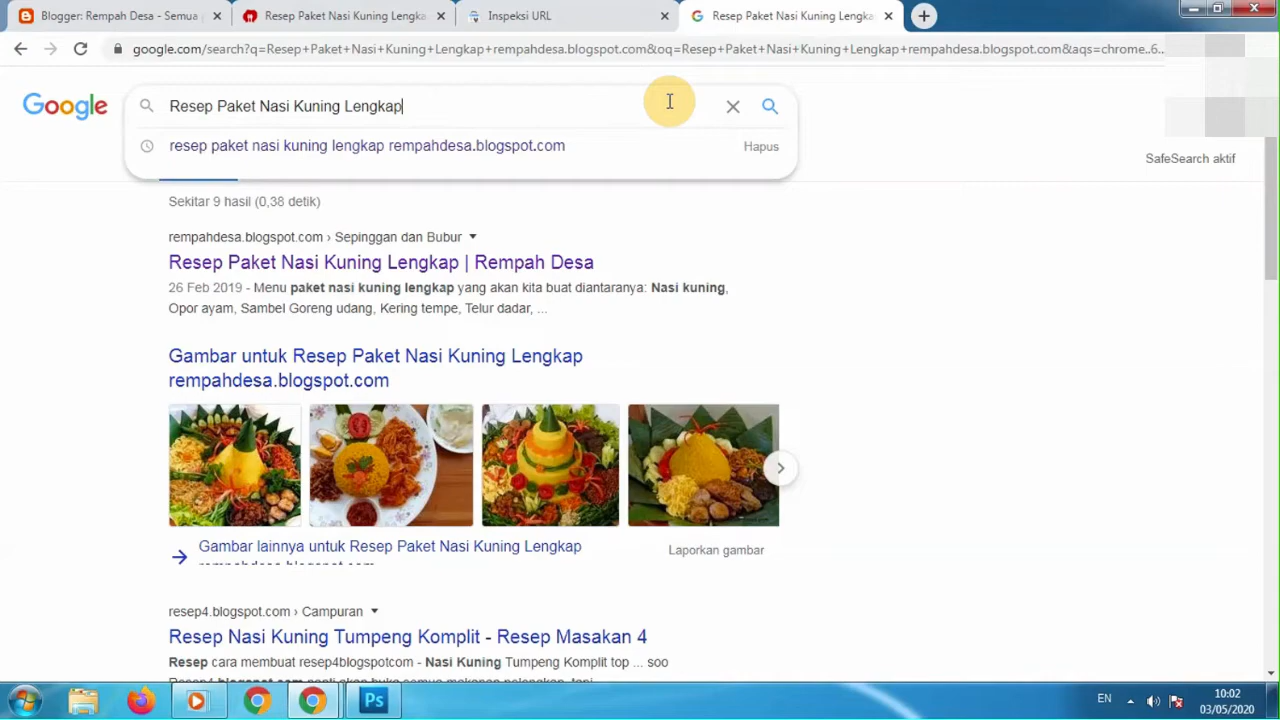 Blogger: Rempah Desa - Semua
Resep Paket Nasi Kuning Lengka
Inspeksi URL
Resep Paket Nasi Kuning Lengka
google.com/search?q=Resep+Paket+Nasi+Kuning+Lengkap+rempahdesa.blogspot.com&oq=Resep+Paket+Nasi+Kuning+Lengkap+rempahdesa.blogspot.com&aqs=chrome..6...
Google
Resep Paket Nasi Kuning Lengkap
resep paket nasi kuning lengkap rempahdesa.blogspot.com
Hapus
SafeSearch aktif
Sekitar 9 hasil (0,38 detik)
rempahdesa.blogspot.com › Sepinggan dan Bubur
Resep Paket Nasi Kuning Lengkap | Rempah Desa
26 Feb 2019 - Menu paket nasi kuning lengkap yang akan kita buat diantaranya: Nasi kuning,
Opor ayam, Sambel Goreng udang, Kering tempe, Telur dadar, ...
Gambar untuk Resep Paket Nasi Kuning Lengkap
rempahdesa.blogspot.com
Gambar lainnya untuk Resep Paket Nasi Kuning Lengkap
Laporkan gambar
resep4.blogspot.com › Campuran
Resep Nasi Kuning Tumpeng Komplit - Resep Masakan 4
Resep cara membuat resep4blogspotcom - Nasi Kuning Tumpeng Komplit top ... soo
Ps
EN
10:02
03/05/2020